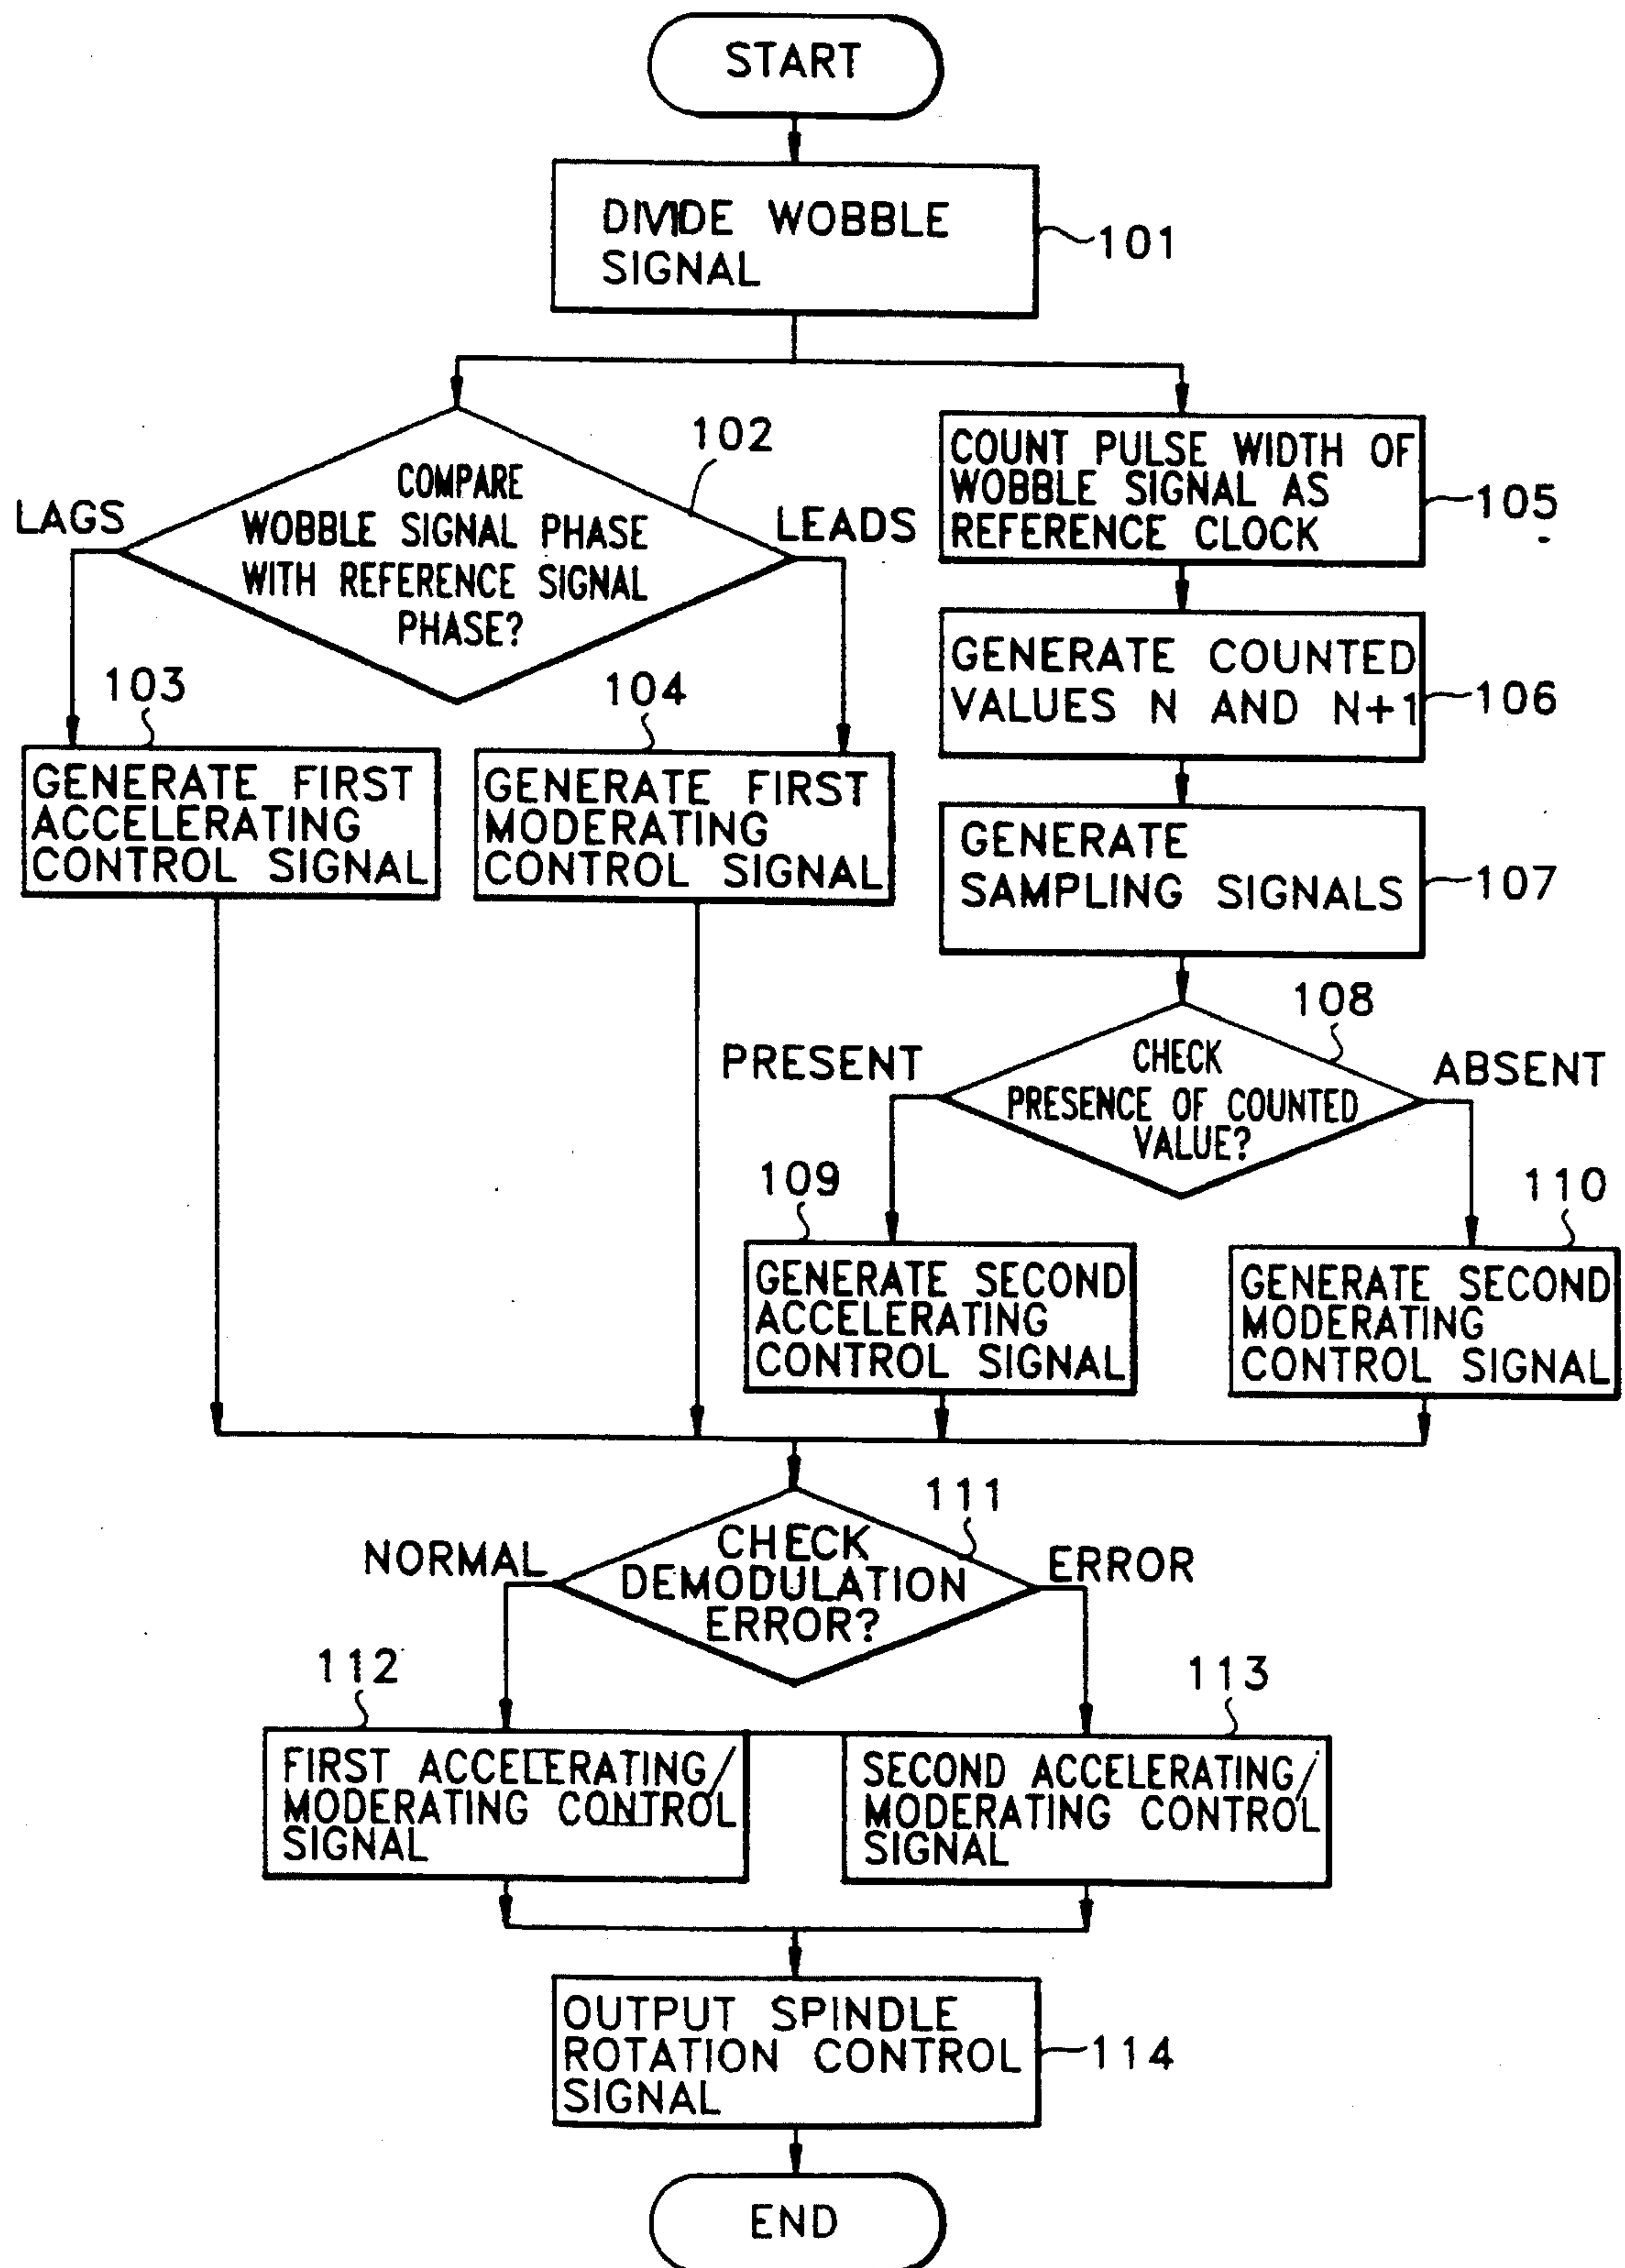 START
DIVIDE WOBBLE
SIGNAL
101
102
COMPARE
WOBBLE SIGNAL PHASE
WITH REFERENCE SIGNAL
PHASE?
LAGS
LEADS
103
GENERATE FIRST
ACCELERATING
CONTROL SIGNAL
104
GENERATE FIRST
MODERATING
CONTROL SIGNAL
COUNT PULSE WIDTH OF
WOBBLE SIGNAL AS
REFERENCE CLOCK
105
GENERATE COUNTED
VALUES N AND N+1
106
GENERATE
SAMPLING SIGNALS
107
108
CHECK
PRESENCE OF COUNTED
VALUE?
PRESENT
ABSENT
109
GENERATE SECOND
ACCELERATING
CONTROL SIGNAL
110
GENERATE SECOND
MODERATING
CONTROL SIGNAL
111
CHECK
DEMODULATION
ERROR?
NORMAL
ERROR
112
FIRST ACCELERATING/
MODERATING CONTROL
SIGNAL
113
SECOND ACCELERATING/
MODERATING CONTROL
SIGNAL
OUTPUT SPINDLE
ROTATION CONTROL
SIGNAL
114
END